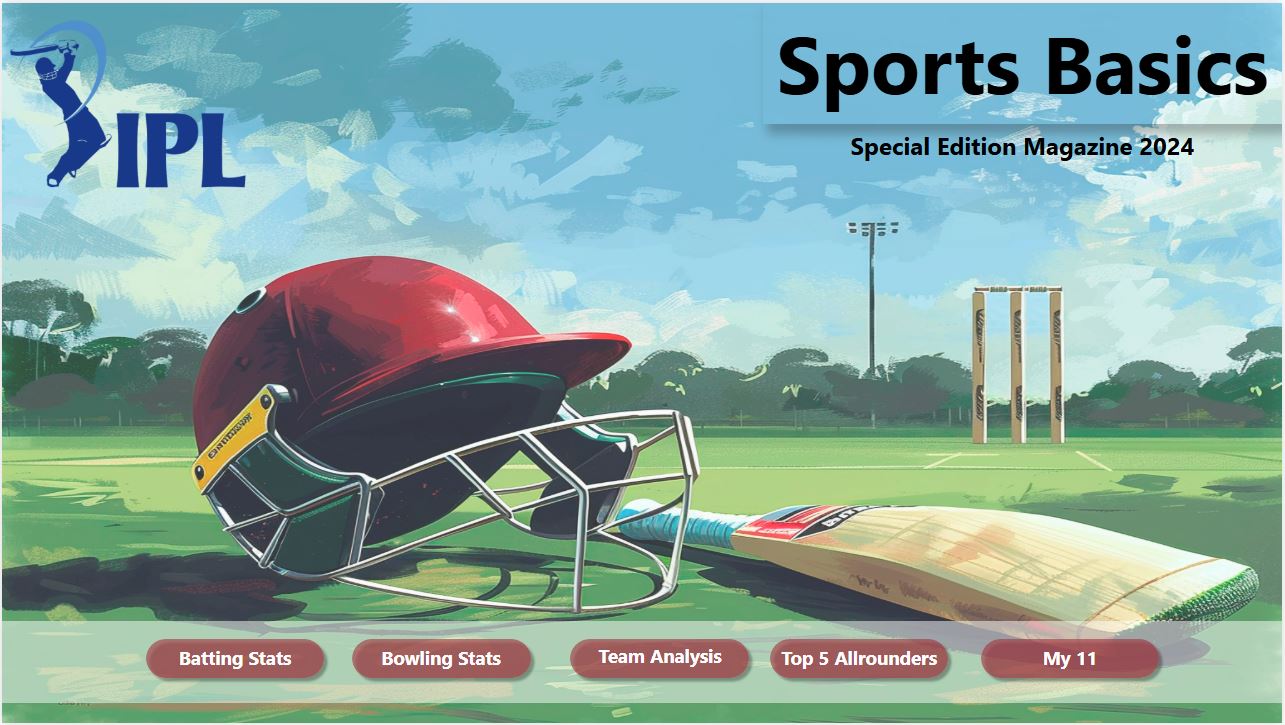 IPL
Sports Basics
Special Edition Magazine 2024
Batting Stats
Bowling Stats
Team Analysis
Top 5 Allrounders
My 11